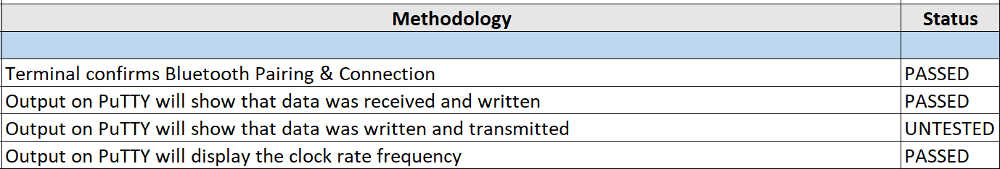 Methodology Status
Terminal confirms Bluetooth Pairing & Connection PASSED
Output on PuTTY will show that data was received and written PASSED
Output on PuTTY will show that data was written and transmitted UNTESTED
Output on PuTTY will display the clock rate frequency PASSED